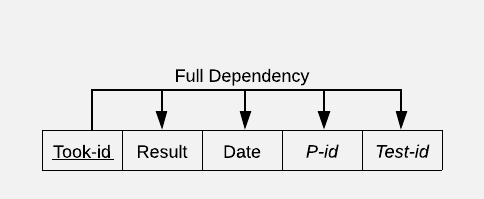 Full Dependency
Took-id Result Date P-id Test-id